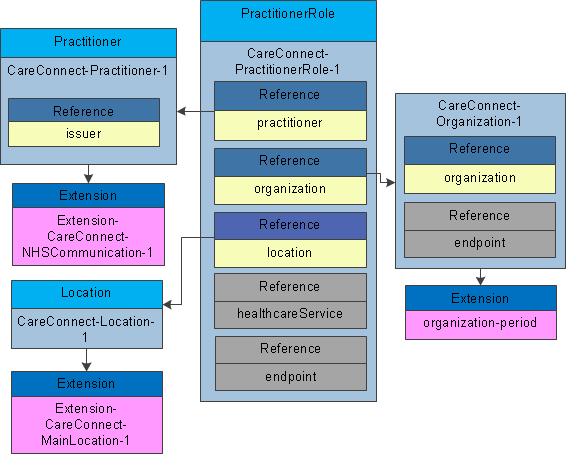 Practitioner
CareConnect-Practitioner-1
Reference
issuer
Extension
Extension-
CareConnect-
NHSCommunication-1
Location
CareConnect-Location-
1
Extension
Extension-
CareConnect-
MainLocation-1
PractitionerRole
CareConnect-
PractitionerRole-1
Reference
practitioner
Reference
organization
Reference
location
Reference
healthcareService
Reference
endpoint
CareConnect-
Organization-1
Reference
organization
Reference
endpoint
Extension
organization-period